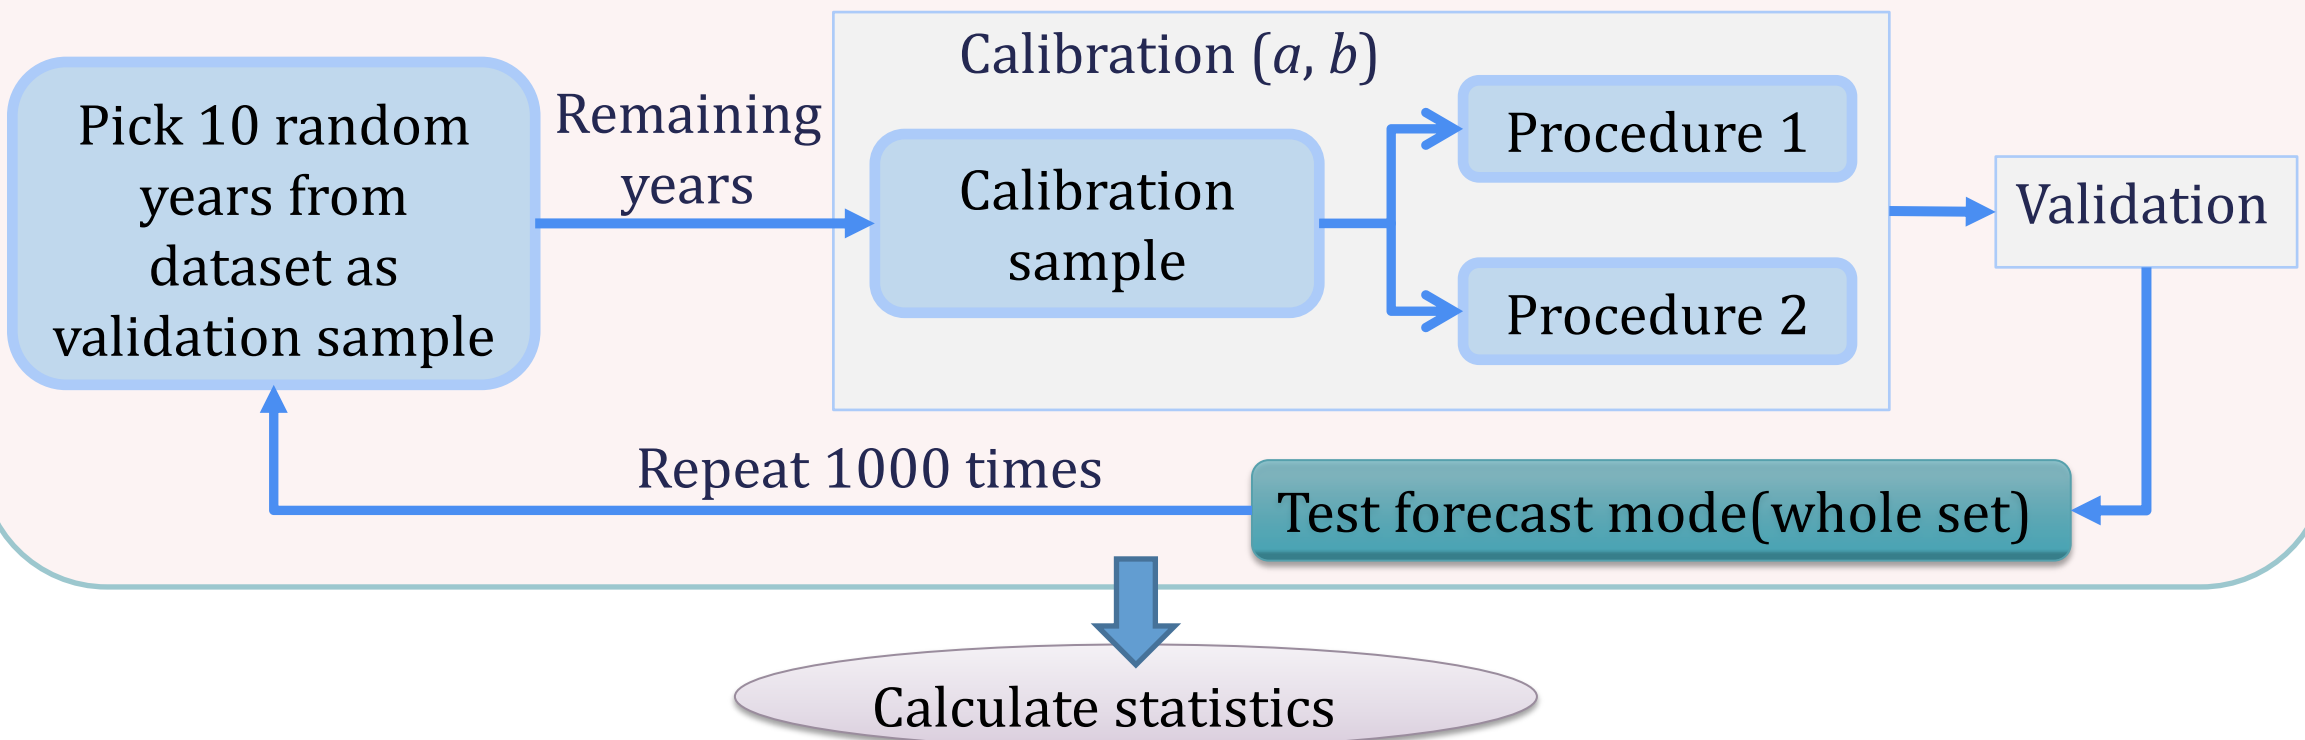 Pick 10 random
years from
dataset as
validation sample
Remaining
years
Calibration (a, b)
Calibration
sample
Procedure 1
Procedure 2
Validation
Test forecast mode(whole set)
Repeat 1000 times
Calculate statistics